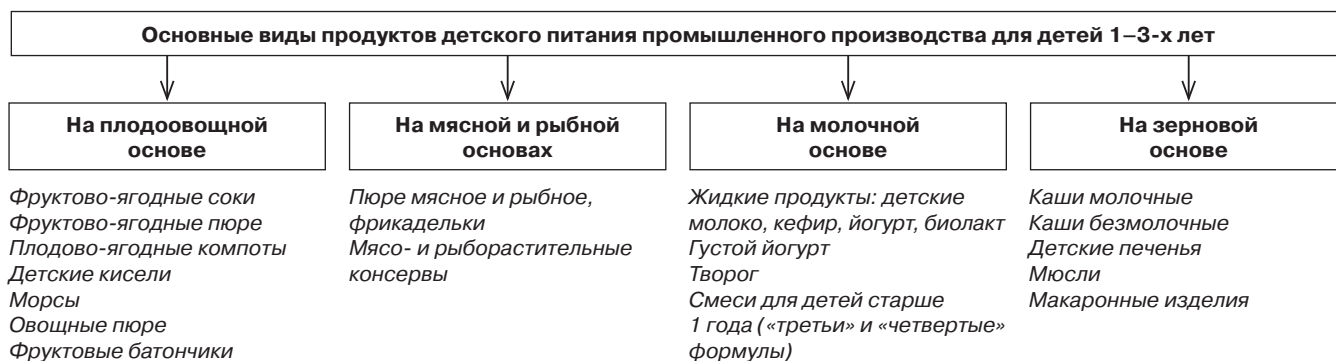 Основные виды продуктов детского питания промышленного производства для детей 1–3-х лет
На плодоовощной
основе
Фруктово-ягодные соки
Фруктово-ягодные пюре
Плодово-ягодные компоты
Детские кисели
Морсы
Овощные пюре
Фруктовые батончики
На мясной и рыбной
основах
Пюре мясное и рыбное,
фрикадельки
Мясо- и рыборастительные
консервы
На молочной
основе
Жидкие продукты: детские
молоко, кефир, йогурт, биолакт
Густой йогурт
Творог
Смеси для детей старше
1 года («третьи» и «четвертые»
формулы)
На зерновой
основе
Каши молочные
Каши безмолочные
Детские печенья
Мюсли
Макаронные изделия